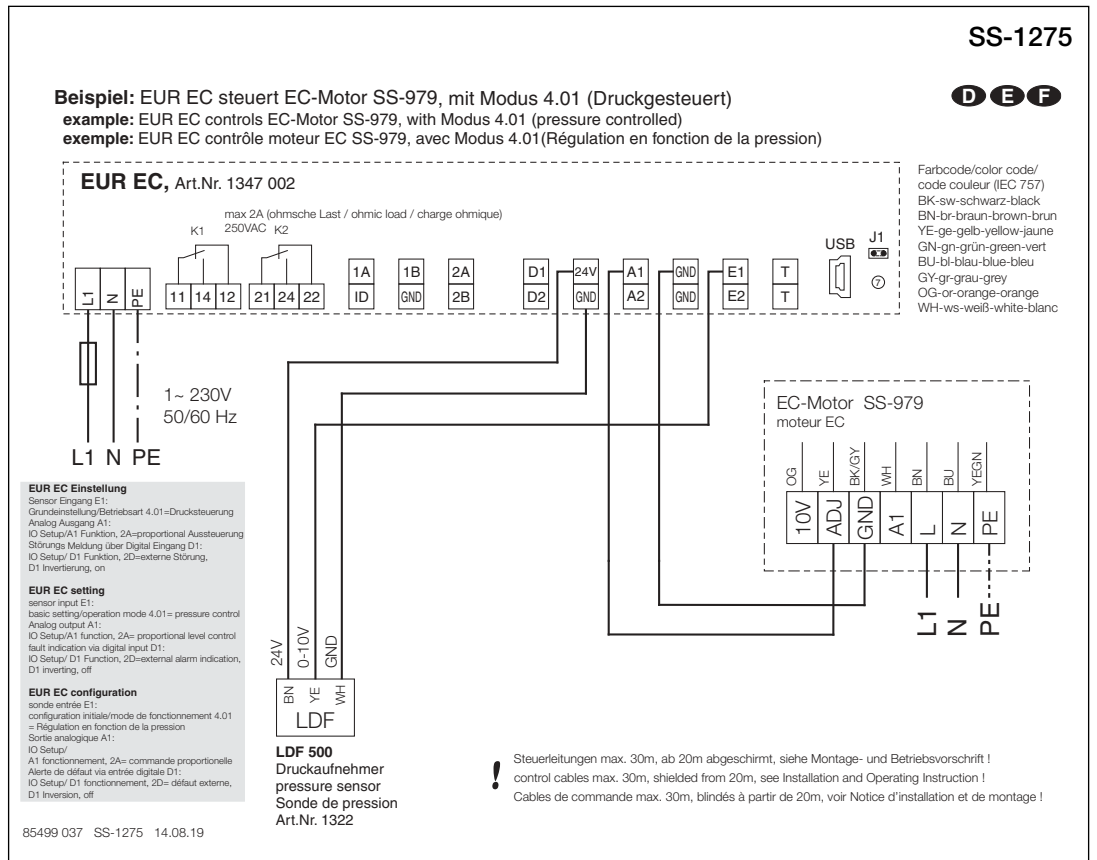 SS-1275
Beispiel: EUR EC steuert EC-Motor SS-979, mit Modus 4.01 (Druckgesteuert)
example: EUR EC controls EC-Motor SS-979, with Modus 4.01 (pressure controlled)
exemple: EUR EC contrôle moteur EC SS-979, avec Modus 4.01(Régulation en fonction de la pression)
D E F
EUR EC, Art.Nr. 1347 002
max 2A (ohmsche Last / ohmic load / charge ohmique)
250VAC
K1 K2
L1 N PE
11 14 12
21 24 22
1A 1B 2A D1 24V A1 GND E1 T
ID GND 2B D2 GND A2 GND E2 T
USB J1
7
Farbcode/color code/
code couleur (IEC 757)
BK-sw-schwarz-black
BN-br-braun-brown-brun
YE-ge-gelb-yellow-jaune
GN-gn-grün-green-vert
BU-bl-blau-blue-bleu
GY-gr-grau-grey
OG-or-orange-orange
WH-ws-weiß-white-blanc
1~ 230V
50/60 Hz
L1 N PE
EC-Motor SS-979
moteur EC
OG YE BK/GY WH BN BU YEGN
10V ADJ GND A1 L N PE
L1 N PE
EUR EC Einstellung
Sensor Eingang E1:
Grundeinstellung/Betriebsart 4.01=Drucksteuerung
Analog Ausgang A1:
IO Setup/A1 Funktion, 2A=proportional Aussteuerung
Störungs Meldung über Digital Eingang D1:
IO Setup/ D1 Funktion, 2D=externe Störung,
D1 Invertierung, on
EUR EC setting
sensor input E1:
basic setting/operation mode 4.01= pressure control
Analog output A1:
IO Setup/A1 function, 2A= proportional level control
fault indication via digital input D1:
IO Setup/ D1 Function, 2D=external alarm indication,
D1 inverting, off
EUR EC configuration
sonde entrée E1:
configuration initiale/mode de fonctionnement 4.01
= Régulation en fonction de la pression
Sortie analogique A1:
IO Setup/
A1 fonctionnement, 2A= commande proportionelle
Alerte de défaut via entrée digitale D1:
IO Setup/ D1 fonctionnement, 2D= défaut externe,
D1 Inversion, off
24V 0-10V GND
BN YE WH
LDF
LDF 500
Druckaufnehmer
pressure sensor
Sonde de pression
Art.Nr. 1322
!
Steuerleitungen max. 30m, ab 20m abgeschirmt, siehe Montage- und Betriebsvorschrift !
control cables max. 30m, shielded from 20m, see Installation and Operating Instruction !
Cables de commande max. 30m, blindés à partir de 20m, voir Notice d'installation et de montage !
85499 037 SS-1275 14.08.19